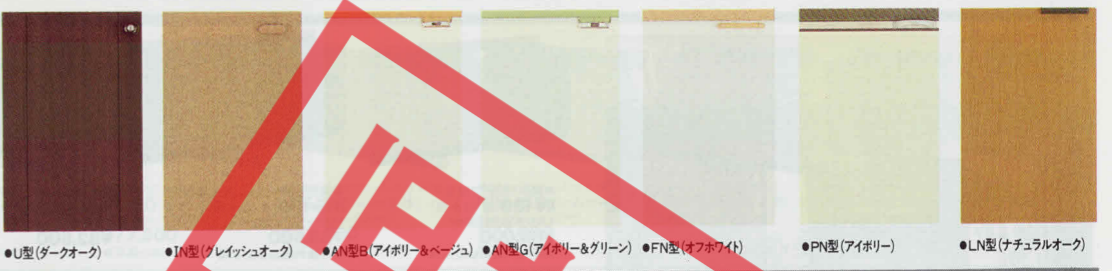 ●U型(ダークオーク)
●IN型(グレイッシュオーク)
●AN型B(アイボリー&ベージュ)
●AN型G(アイボリー&グリーン)
●FN型(オフホワイト)
●PN型(アイボリー)
●LN型(ナチュラルオーク)